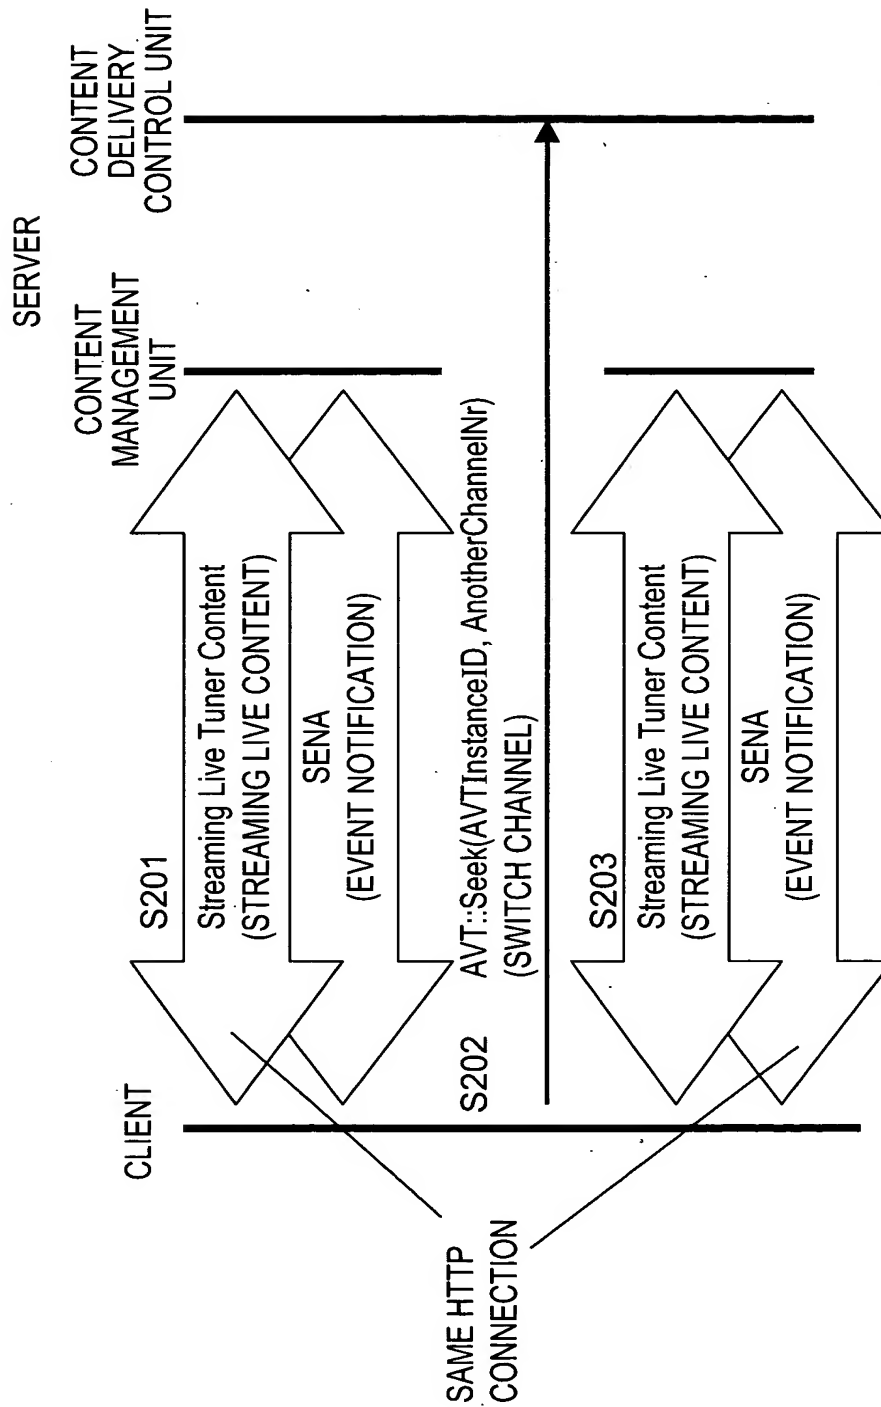 SERVER
CONTENT
DELIVERY
CONTROL UNIT
CONTENT
MANAGEMENT
UNIT
CLIENT
S201
Streaming Live Tuner Content
(STREAMING LIVE CONTENT)
SENA
(EVENT NOTIFICATION)
S202
AVT::Seek(AVTInstanceID, AnotherChannelNr)
(SWITCH CHANNEL)
S203
Streaming Live Tuner Content
(STREAMING LIVE CONTENT)
SENA
(EVENT NOTIFICATION)
SAME HTTP
CONNECTION